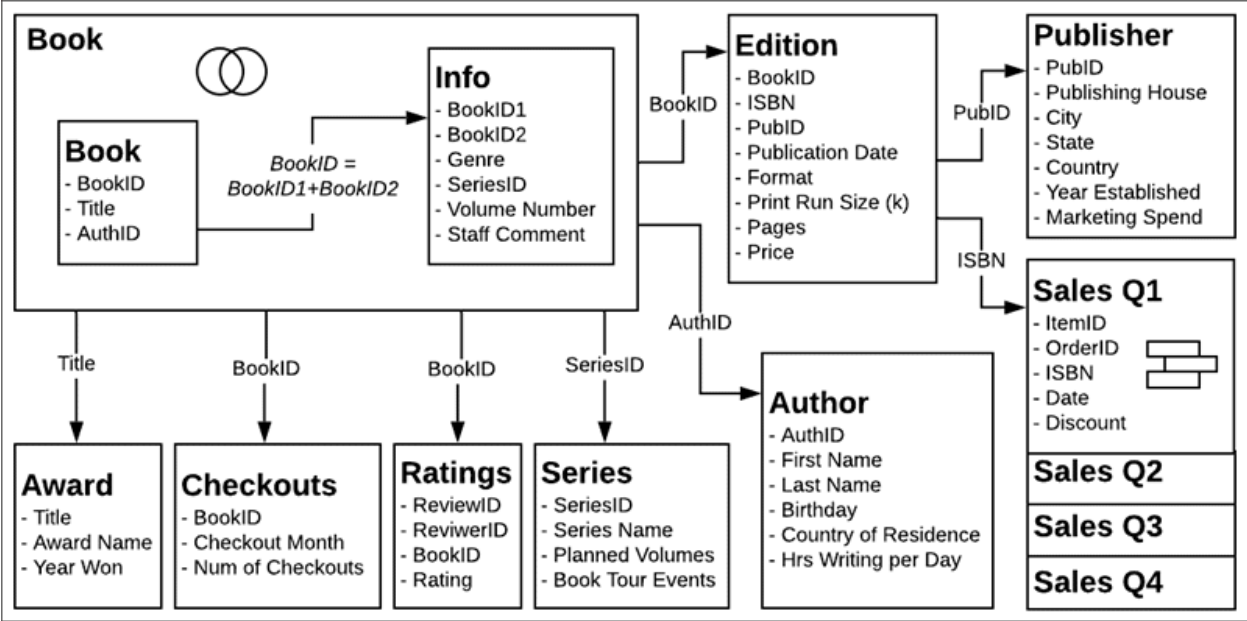 Book
Book
- BookID
- Title
- AuthID
BookID =
BookID1+BookID2
Info
- BookID1
- BookID2
- Genre
- SeriesID
- Volume Number
- Staff Comment
BookID
Edition
- BookID
- ISBN
- PubID
- Publication Date
- Format
- Print Run Size (k)
- Pages
- Price
PubID
Publisher
- PubID
- Publishing House
- City
- State
- Country
- Year Established
- Marketing Spend
ISBN
Sales Q1
- ItemID
- OrderID
- ISBN
- Date
- Discount
Sales Q2
Sales Q3
Sales Q4
AuthID
Author
- AuthID
- First Name
- Last Name
- Birthday
- Country of Residence
- Hrs Writing per Day
Title
Award
- Title
- Award Name
- Year Won
BookID
Checkouts
- BookID
- Checkout Month
- Num of Checkouts
BookID
Ratings
- ReviewID
- ReviwerID
- BookID
- Rating
SeriesID
Series
- SeriesID
- Series Name
- Planned Volumes
- Book Tour Events